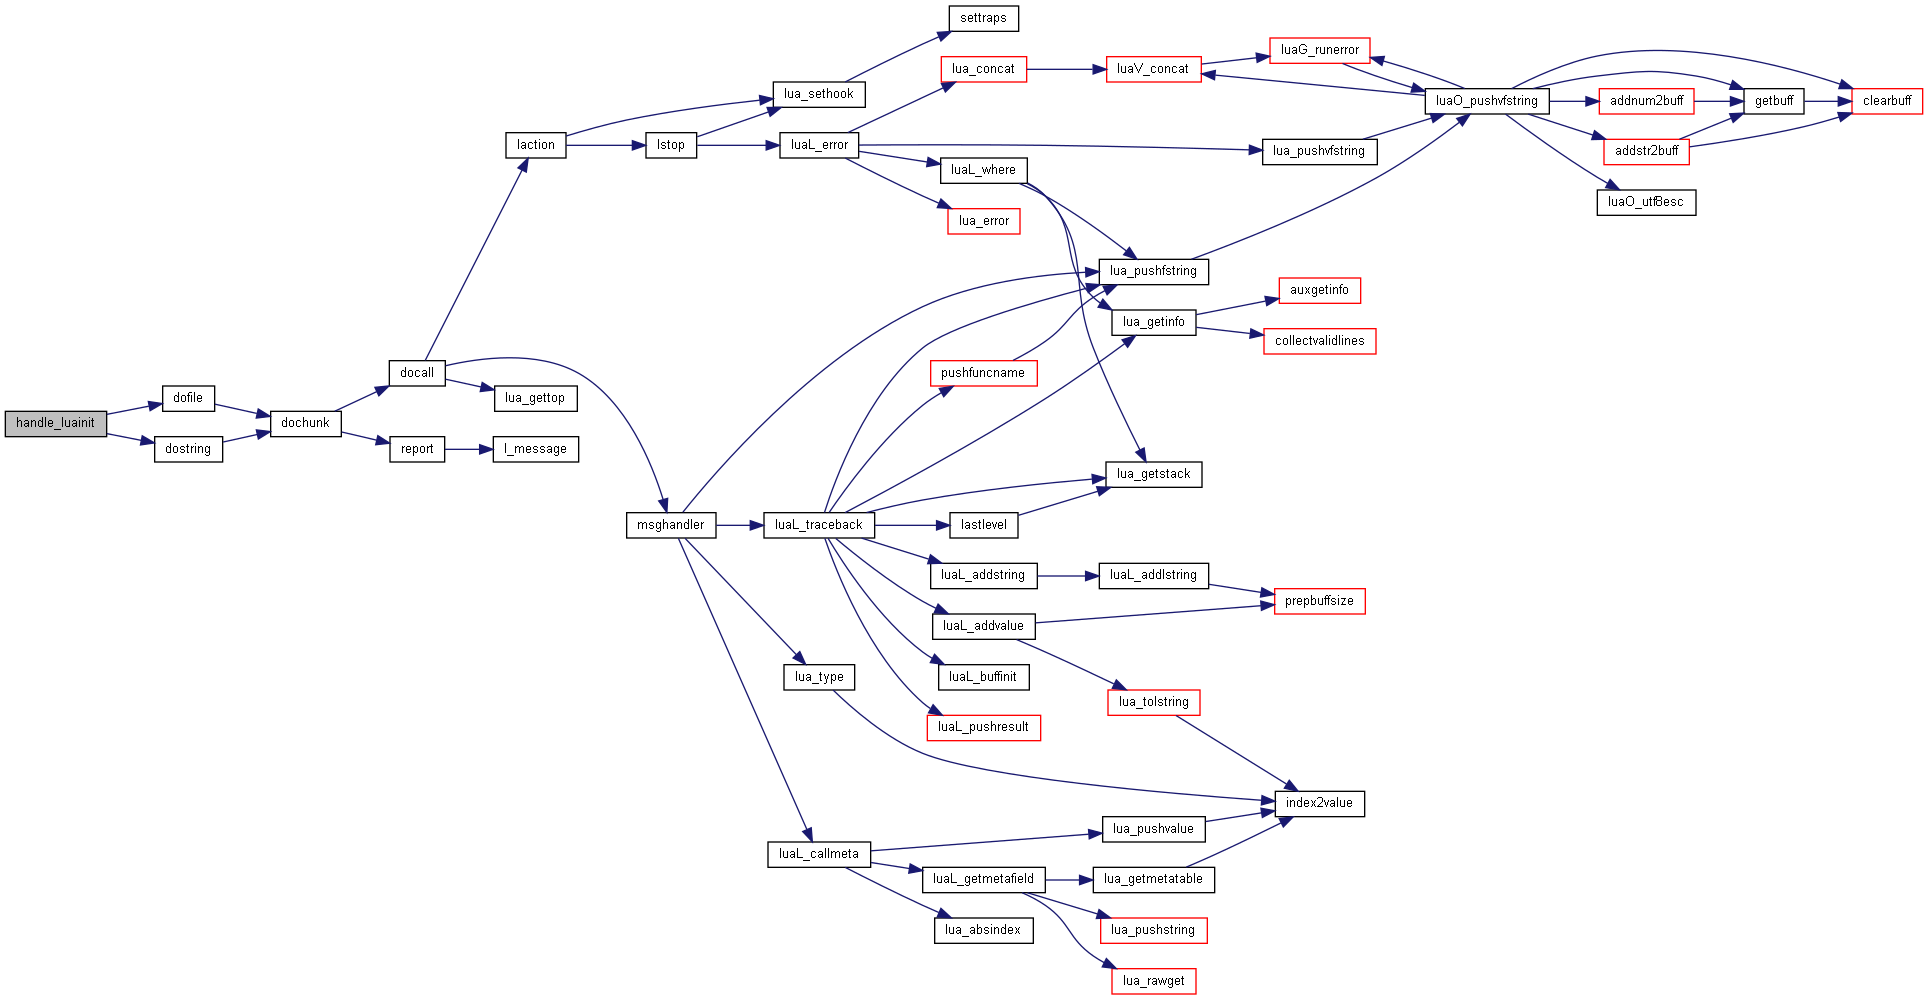 settraps
luaG_runerror
lua_concat
luaV_concat
lua_sethook
luaO_pushvfstring
addnum2buff
getbuff
clearbuff
laction
lstop
luaL_error
lua_pushvfstring
addstr2buff
luaL_where
luaO_utf8esc
lua_error
lua_pushfstring
auxgetinfo
lua_getinfo
collectvalidlines
docall
pushfuncname
dofile
lua_gettop
handle_luainit
dochunk
dostring
report
l_message
lua_getstack
msghandler
luaL_traceback
lastlevel
luaL_addstring
luaL_addlstring
prepbuffsize
luaL_addvalue
lua_type
luaL_buffinit
lua_tolstring
luaL_pushresult
index2value
lua_pushvalue
luaL_callmeta
luaL_getmetafield
lua_getmetatable
lua_absindex
lua_pushstring
lua_rawget